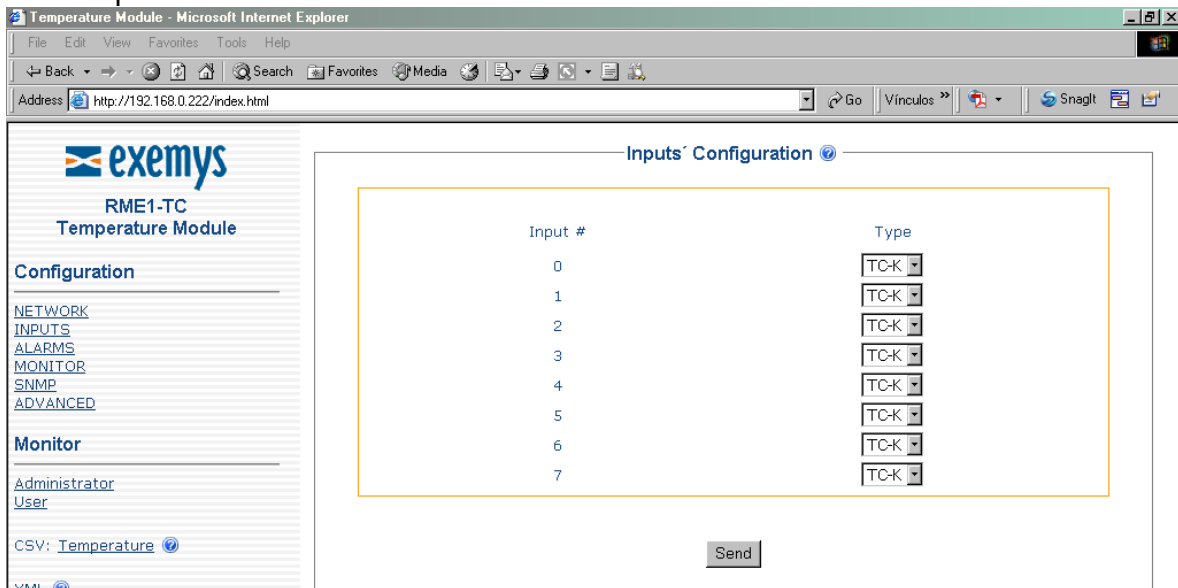 Temperature Module - Microsoft Internet Explorer
File Edit View Favorites Tools Help
Back Search Favorites Media
Address http://192.168.0.222/index.html Go Vínculos » SnagIt
exemys
RME1-TC
Temperature Module
Configuration
NETWORK
INPUTS
ALARMS
MONITOR
SNMP
ADVANCED
Monitor
Administrator
User
CSV: Temperature
Inputs´ Configuration
Input # Type
0 TC-K
1 TC-K
2 TC-K
3 TC-K
4 TC-K
5 TC-K
6 TC-K
7 TC-K
Send